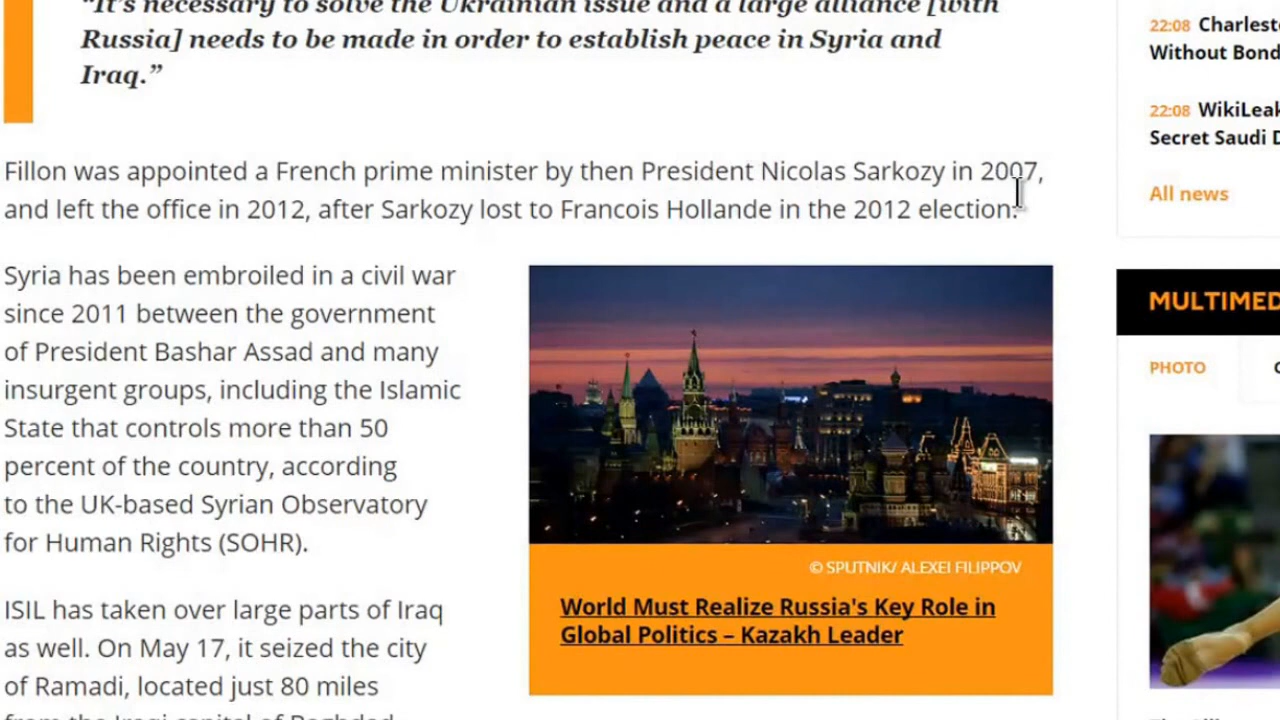 “It’s necessary to solve the Ukrainian issue and a large alliance [with
Russia] needs to be made in order to establish peace in Syria and
Iraq.”
Fillon was appointed a French prime minister by then President Nicolas Sarkozy in 2007,
and left the office in 2012, after Sarkozy lost to Francois Hollande in the 2012 election.
Syria has been embroiled in a civil war
since 2011 between the government
of President Bashar Assad and many
insurgent groups, including the Islamic
State that controls more than 50
percent of the country, according
to the UK-based Syrian Observatory
for Human Rights (SOHR).
ISIL has taken over large parts of Iraq
as well. On May 17, it seized the city
of Ramadi, located just 80 miles
from the Iraqi capital of Baghdad
© SPUTNIK/ ALEXEI FILIPPOV
World Must Realize Russia's Key Role in
Global Politics – Kazakh Leader
22:08 Charlest
Without Bond
22:08 WikiLeak
Secret Saudi D
All news
MULTIMED
PHOTO